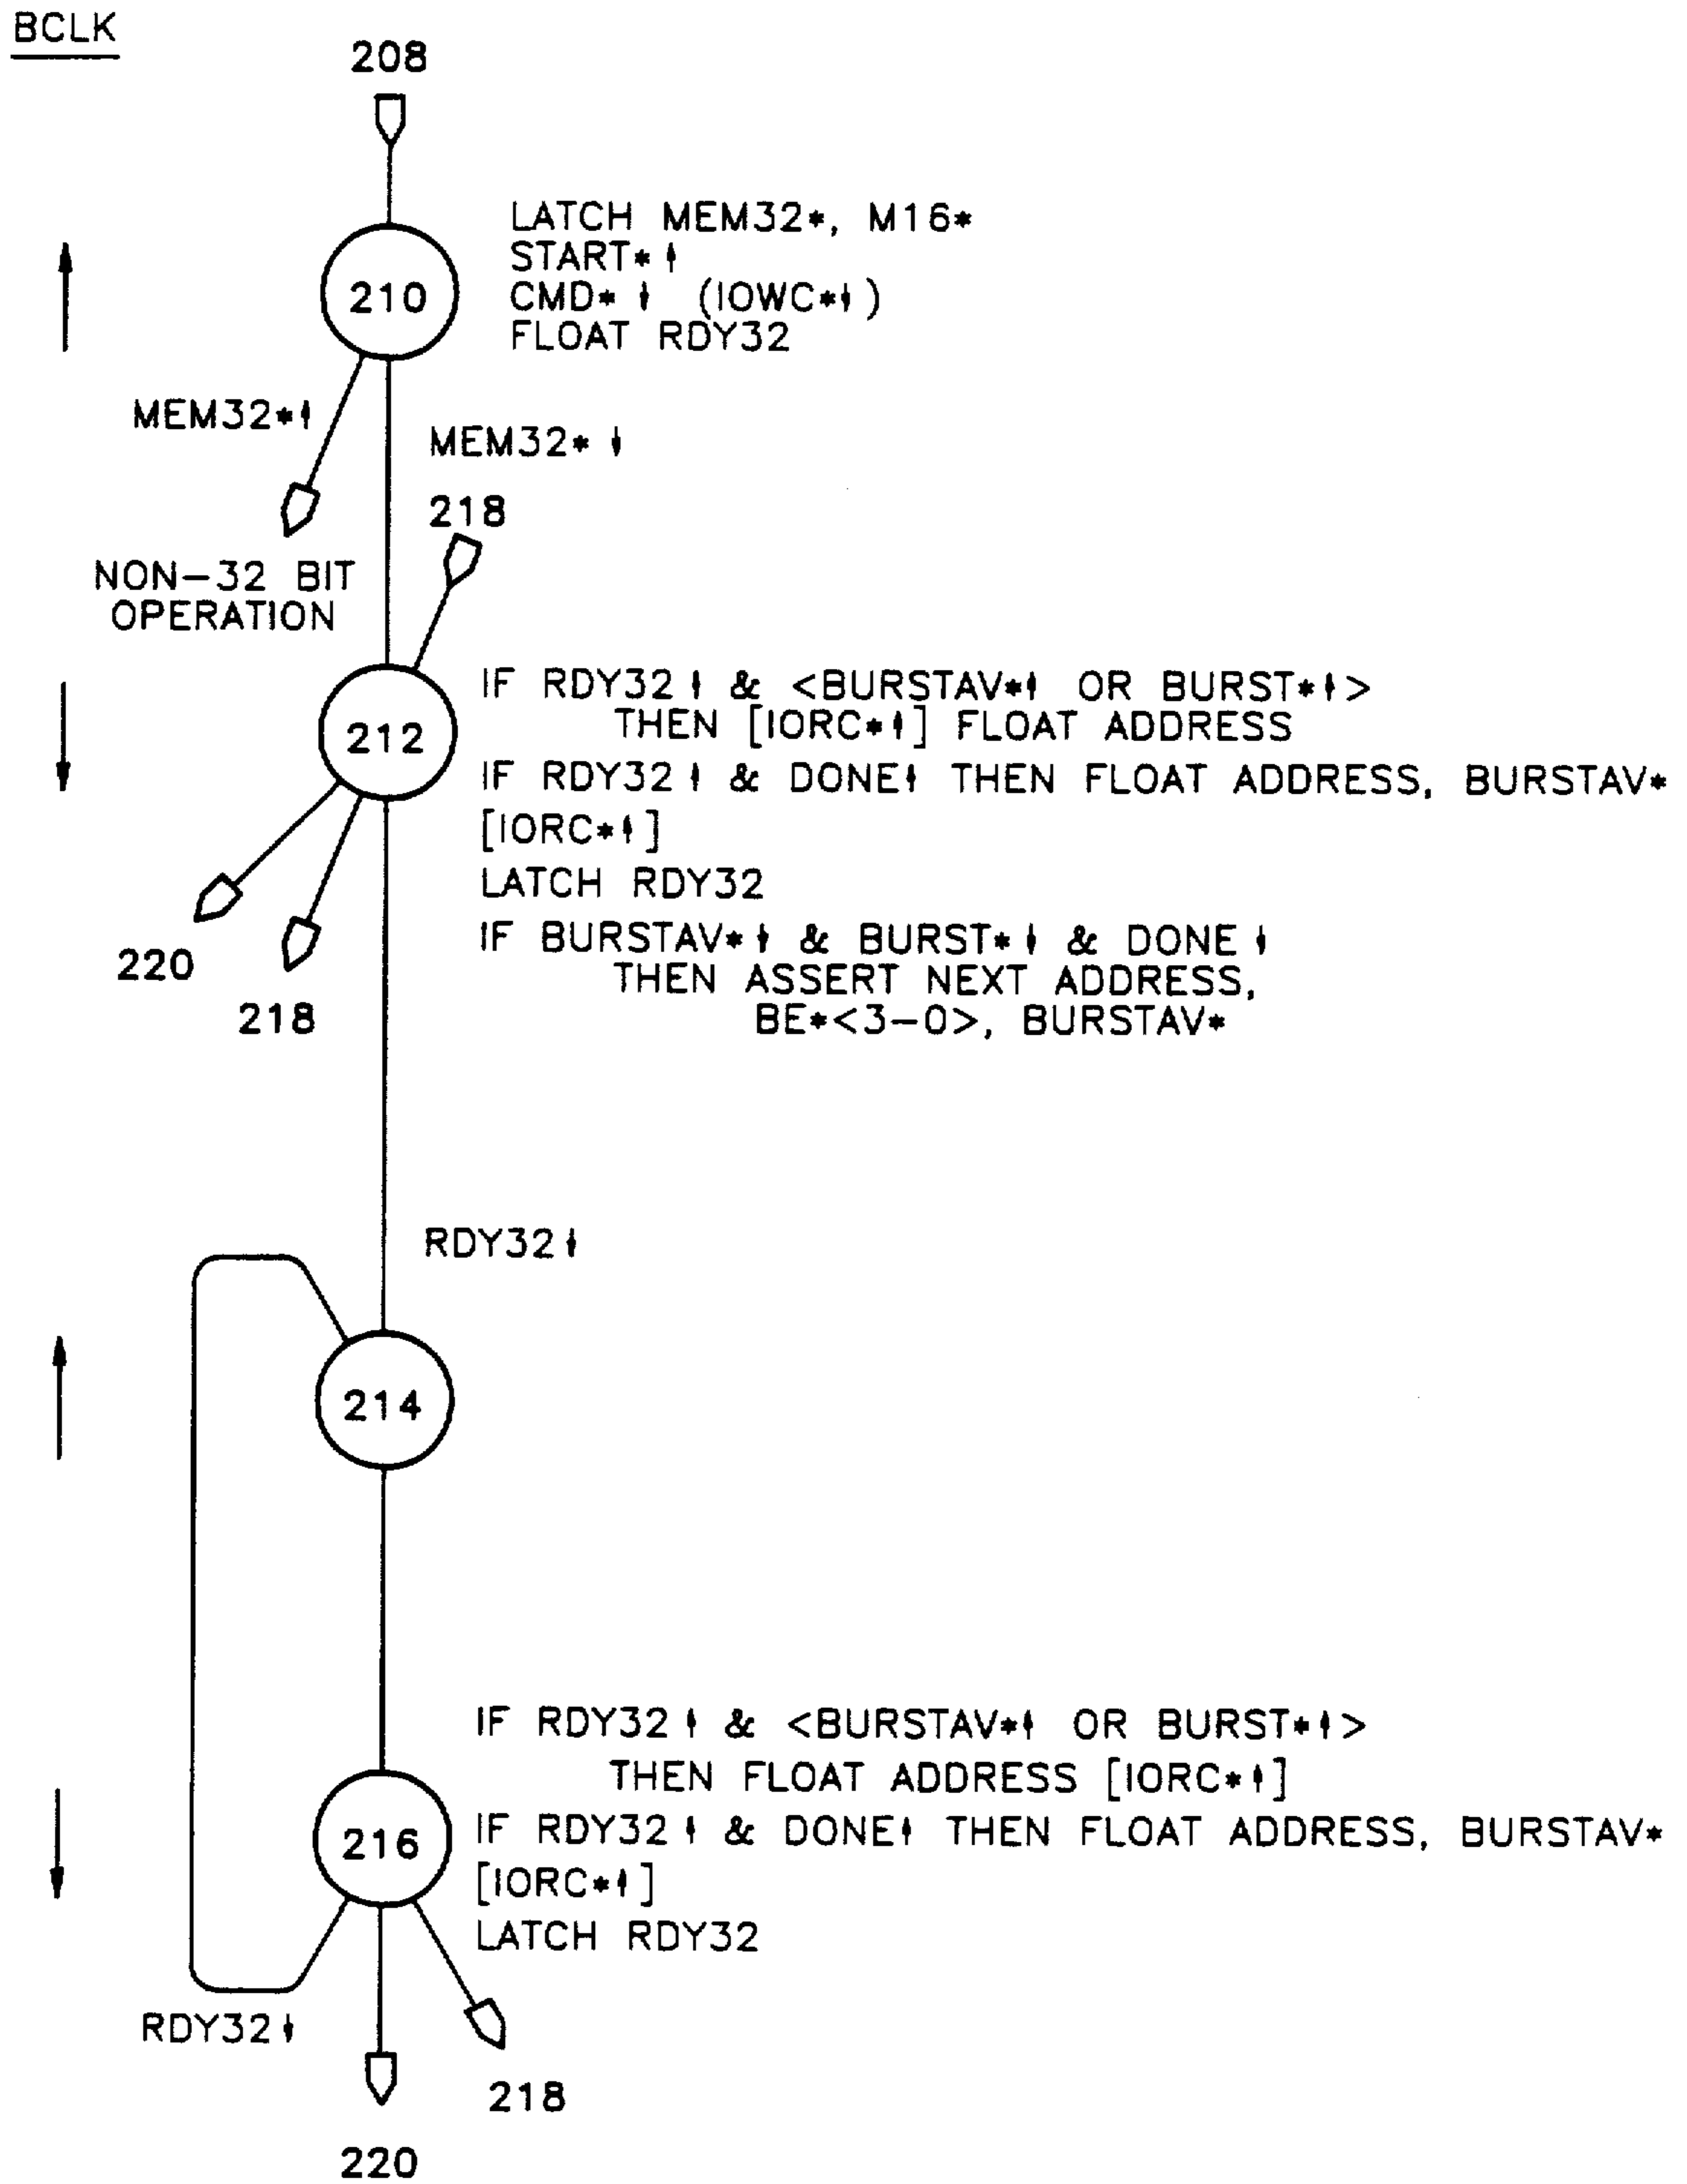 BCLK
208
210
LATCH MEM32*, M16*
START*↑
CMD*↓ (IOWC*↓)
FLOAT RDY32
MEM32*↑
MEM32*↓
218
NON-32 BIT
OPERATION
212
IF RDY32↑ & <BURSTAV*↑ OR BURST*↑>
THEN [IORC*↑] FLOAT ADDRESS
IF RDY32↑ & DONE↑ THEN FLOAT ADDRESS, BURSTAV*
[IORC*↑]
LATCH RDY32
IF BURSTAV*↓ & BURST*↓ & DONE↓
THEN ASSERT NEXT ADDRESS,
BE*<3-0>, BURSTAV*
220
218
RDY32↓
214
216
IF RDY32↑ & <BURSTAV*↑ OR BURST*↑>
THEN FLOAT ADDRESS [IORC*↑]
IF RDY32↑ & DONE↑ THEN FLOAT ADDRESS, BURSTAV*
[IORC*↑]
LATCH RDY32
RDY32↓
218
220